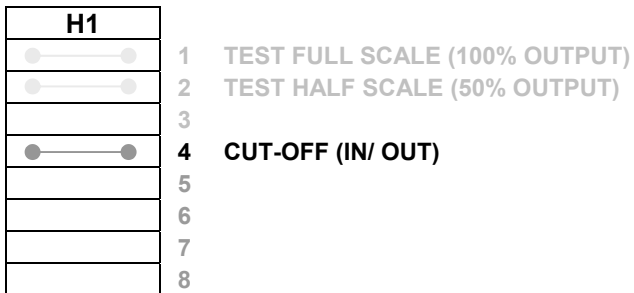 H1
1 TEST FULL SCALE (100% OUTPUT)
2 TEST HALF SCALE (50% OUTPUT)
3
4 CUT-OFF (IN/ OUT)
5
6
7
8